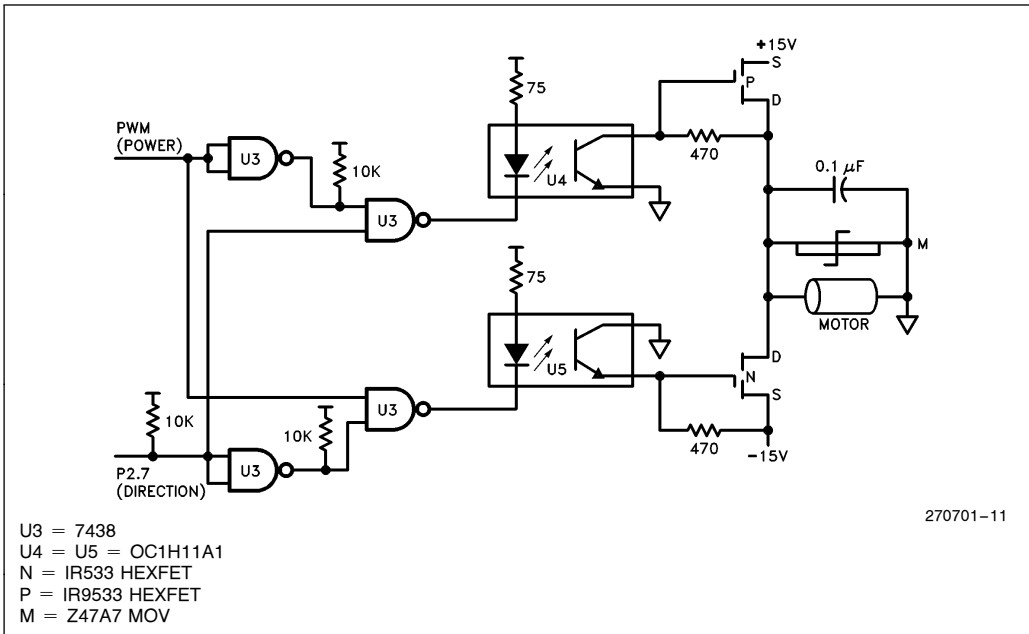 +15V
S
P
D
75
470
PWM
(POWER)
U3
10K
U3
U4
0.1 μF
M
75
MOTOR
U5
D
N
S
U3
10K
10K
470
-15V
P2.7
(DIRECTION)
U3
270701-11
U3 = 7438
U4 = U5 = OC1H11A1
N = IR533 HEXFET
P = IR9533 HEXFET
M = Z47A7 MOV